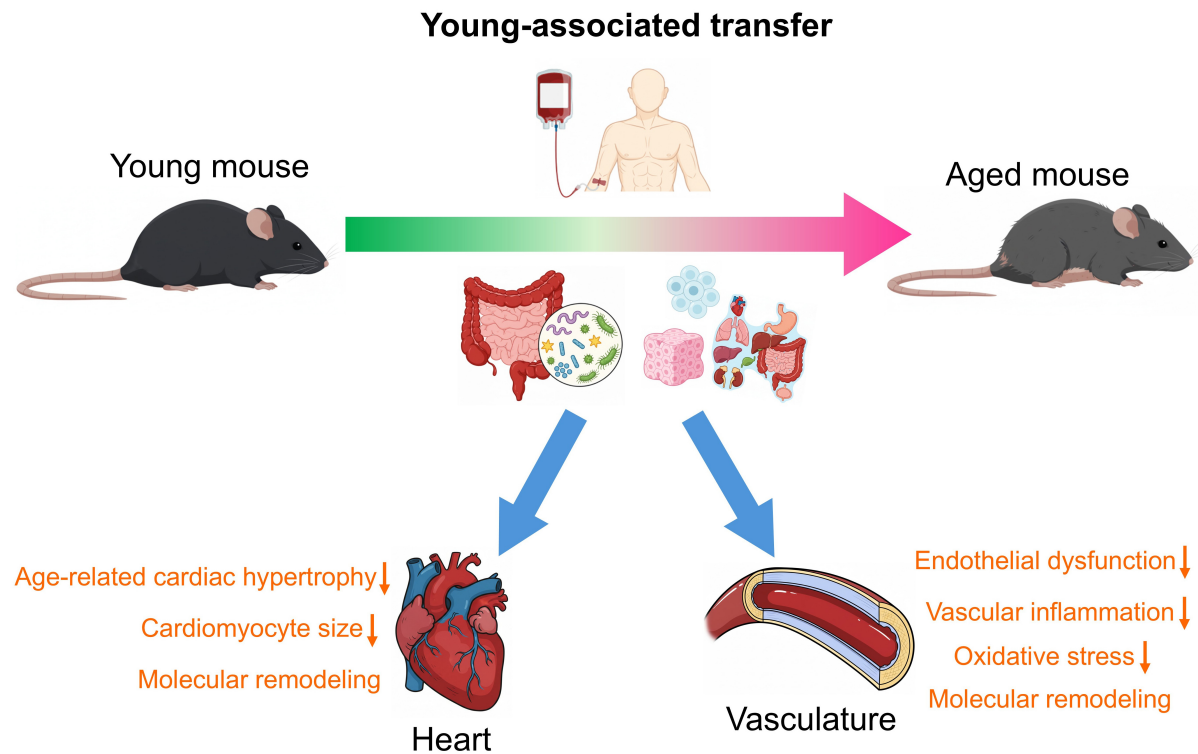 Young-associated transfer
Young mouse
Aged mouse
Age-related cardiac hypertrophy↓
Cardiomyocyte size↓
Molecular remodeling
Heart
Endothelial dysfunction↓
Vascular inflammation↓
Oxidative stress↓
Molecular remodeling
Vasculature